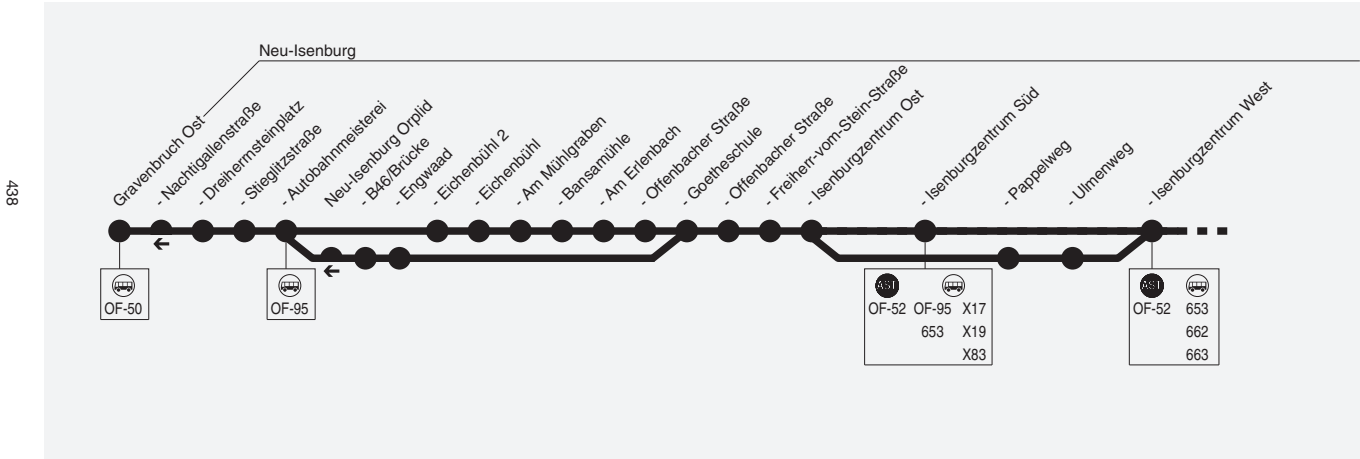 Neu-Isenburg
Gravenbruch Ost
- Nachtigallenstraße
- Dreiherrnsteinplatz
- Stieglitzstraße
- Autobahnmeisterei
Neu-Isenburg Orplid
- B46/Brücke
- Engwaad
- Eichenbühl 2
- Eichenbühl
- Am Mühlgraben
- Bansamühle
- Am Erlenbach
- Offenbacher Straße
- Goetheschule
- Offenbacher Straße
- Freiherr-vom-Stein-Straße
- Isenburgzentrum Ost
- Isenburgzentrum Süd
- Pappelweg
- Ulmenweg
- Isenburgzentrum West
438
OF-50
OF-95
AST
OF-52 OF-95 X17
653 X19
X83
AST
OF-52 653
662
663